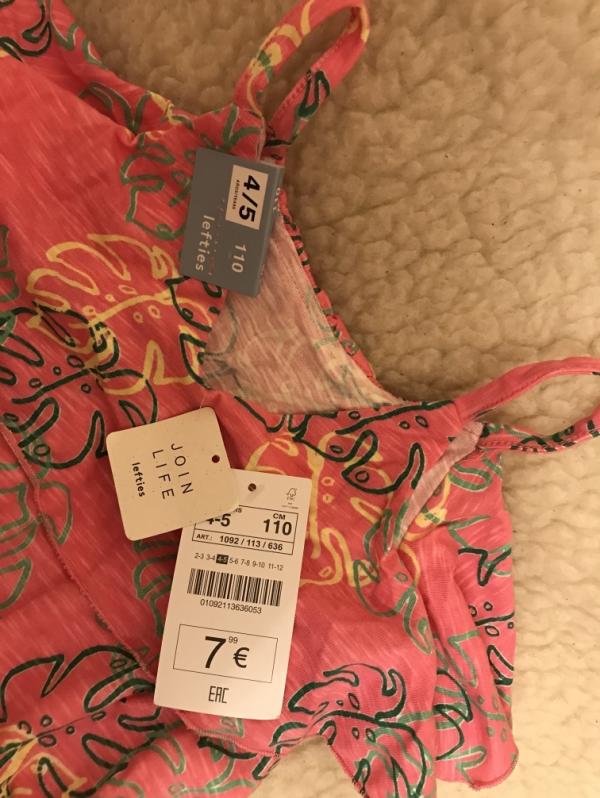 4/5
110
lefties
JOIN
LIFE
lefties
4-5
CM
110
ART.: 1092 / 113 / 636
2-3 3-4 4-5 5-6 7-8 9-10 11-12
01092113636053
7,99 €
EAC